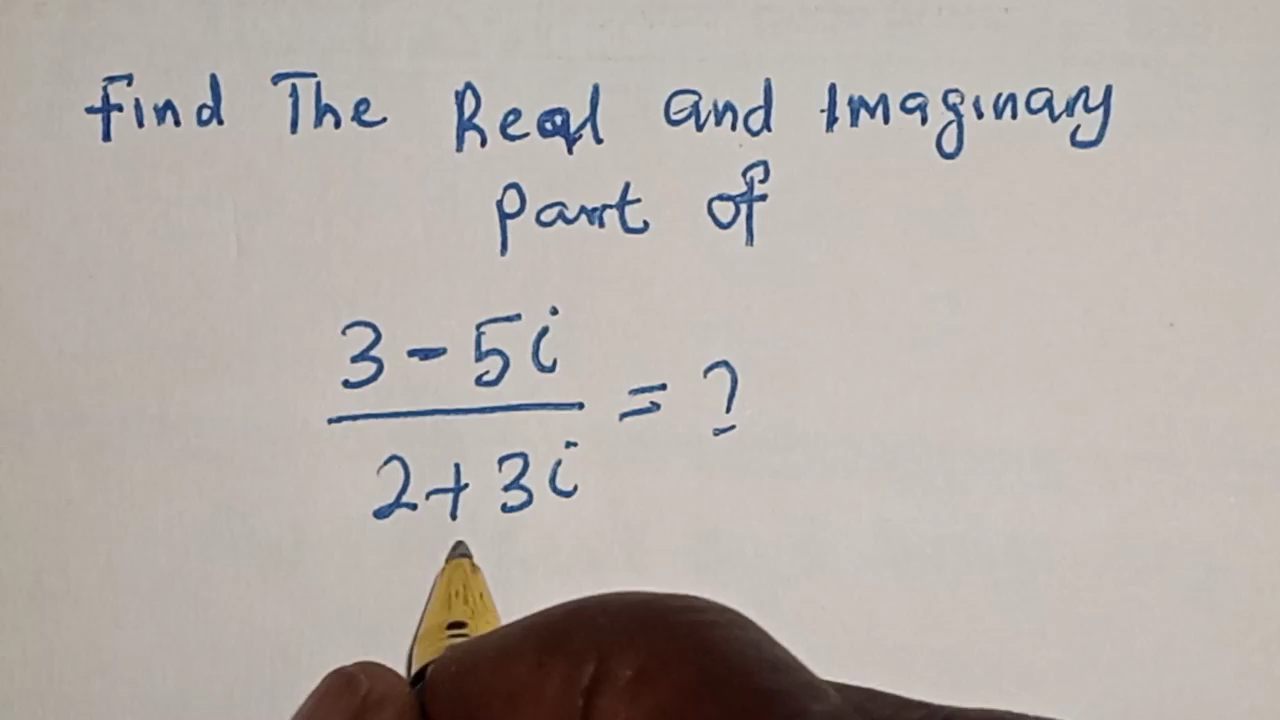 Find The Real and Imaginary
part of
3 - 5i
2 + 3i = ?